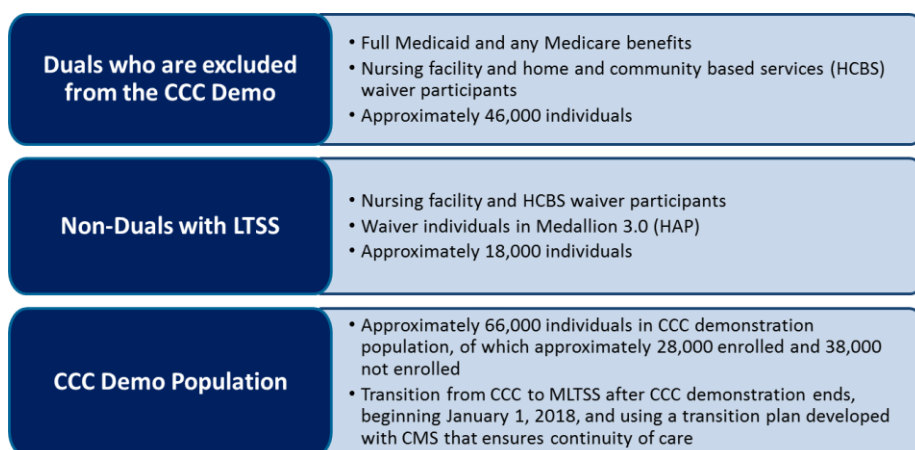 Duals who are excluded
from the CCC Demo
• Full Medicaid and any Medicare benefits
• Nursing facility and home and community based services (HCBS)
waiver participants
• Approximately 46,000 individuals
Non-Duals with LTSS
• Nursing facility and HCBS waiver participants
• Waiver individuals in Medallion 3.0 (HAP)
• Approximately 18,000 individuals
CCC Demo Population
• Approximately 66,000 individuals in CCC demonstration
population, of which approximately 28,000 enrolled and 38,000
not enrolled
• Transition from CCC to MLTSS after CCC demonstration ends,
beginning January 1, 2018, and using a transition plan developed
with CMS that ensures continuity of care